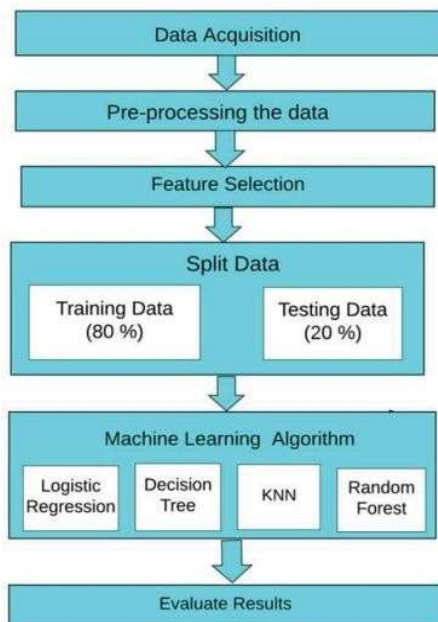 Data Acquisition
Pre-processing the data
Feature Selection
Split Data
Training Data
(80 %)
Testing Data
(20 %)
Machine Learning Algorithm
Logistic
Regression
Decision
Tree
KNN
Random
Forest
Evaluate Results